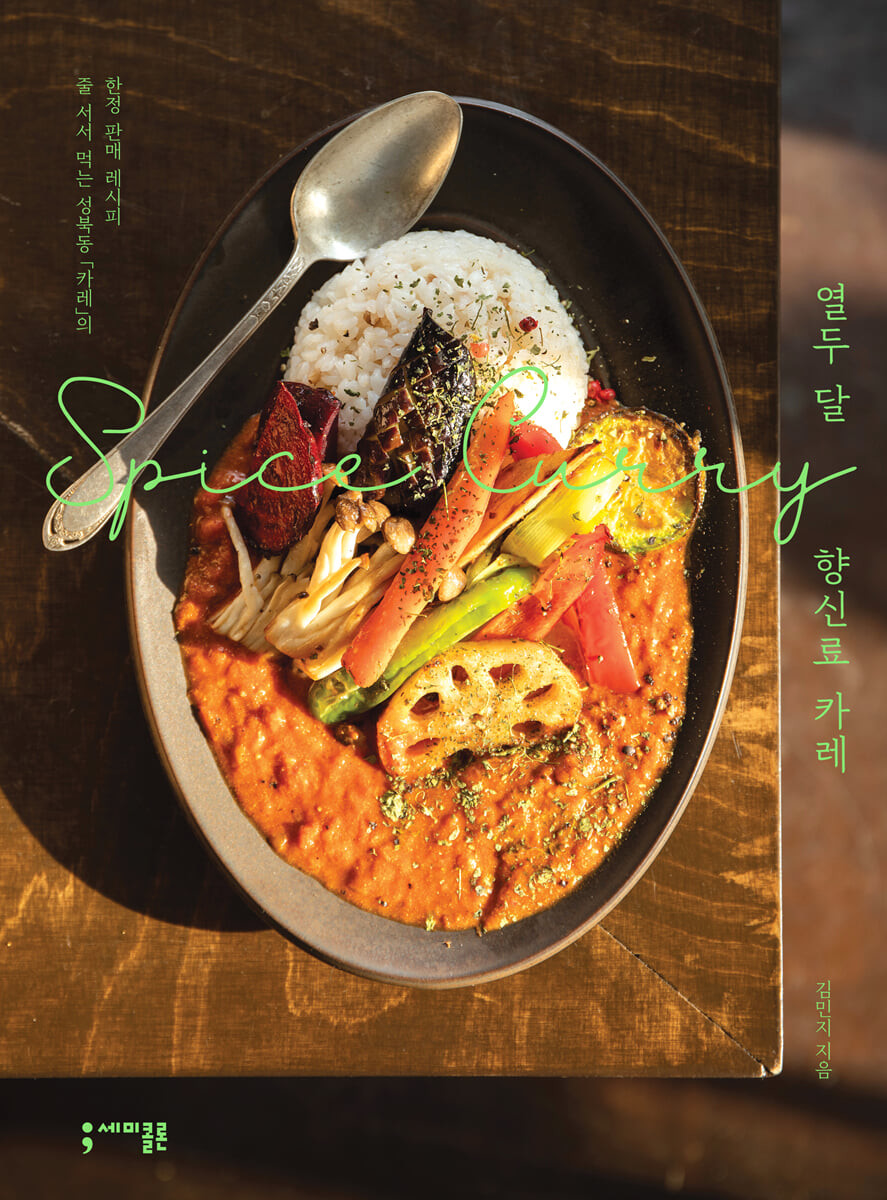 줄 서서 먹는 성북동 「카레」의
한정 판매 레시피
Spice Curry
열두 달 향신료 카레
김민지 지음
;세미콜론